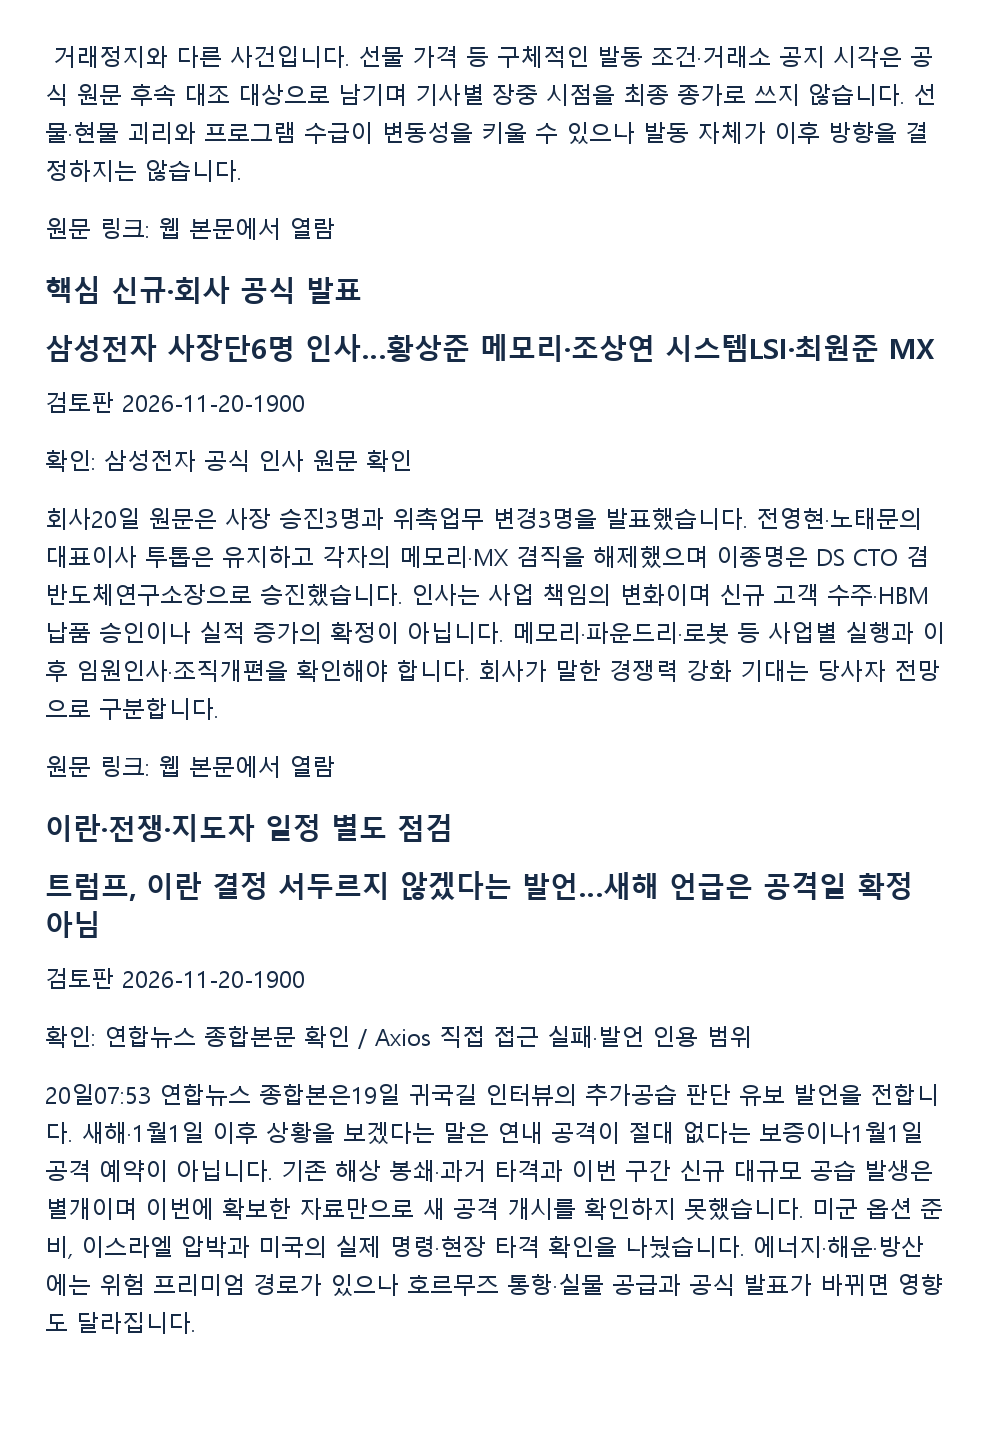 거래정지와 다른 사건입니다. 선물 가격 등 구체적인 발동 조건·거래소 공지 시각은 공
식 원문 후속 대조 대상으로 남기며 기사별 장중 시점을 최종 종가로 쓰지 않습니다. 선
물·현물 괴리와 프로그램 수급이 변동성을 키울 수 있으나 발동 자체가 이후 방향을 결
정하지는 않습니다.
원문 링크: 웹 본문에서 열람
핵심 신규·회사 공식 발표
삼성전자 사장단6명 인사…황상준 메모리·조상연 시스템LSI·최원준 MX
검토판 2026-11-20-1900
확인: 삼성전자 공식 인사 원문 확인
회사20일 원문은 사장 승진3명과 위촉업무 변경3명을 발표했습니다. 전영현·노태문의
대표이사 투톱은 유지하고 각자의 메모리·MX 겸직을 해제했으며 이종명은 DS CTO 겸
반도체연구소장으로 승진했습니다. 인사는 사업 책임의 변화이며 신규 고객 수주·HBM
납품 승인이나 실적 증가의 확정이 아닙니다. 메모리·파운드리·로봇 등 사업별 실행과 이
후 임원인사·조직개편을 확인해야 합니다. 회사가 말한 경쟁력 강화 기대는 당사자 전망
으로 구분합니다.
원문 링크: 웹 본문에서 열람
이란·전쟁·지도자 일정 별도 점검
트럼프, 이란 결정 서두르지 않겠다는 발언…새해 언급은 공격일 확정
아님
검토판 2026-11-20-1900
확인: 연합뉴스 종합본문 확인 / Axios 직접 접근 실패·발언 인용 범위
20일07:53 연합뉴스 종합본은19일 귀국길 인터뷰의 추가공습 판단 유보 발언을 전합니
다. 새해·1월1일 이후 상황을 보겠다는 말은 연내 공격이 절대 없다는 보증이나1월1일
공격 예약이 아닙니다. 기존 해상 봉쇄·과거 타격과 이번 구간 신규 대규모 공습 발생은
별개이며 이번에 확보한 자료만으로 새 공격 개시를 확인하지 못했습니다. 미군 옵션 준
비, 이스라엘 압박과 미국의 실제 명령·현장 타격 확인을 나눴습니다. 에너지·해운·방산
에는 위험 프리미엄 경로가 있으나 호르무즈 통항·실물 공급과 공식 발표가 바뀌면 영향
도 달라집니다.